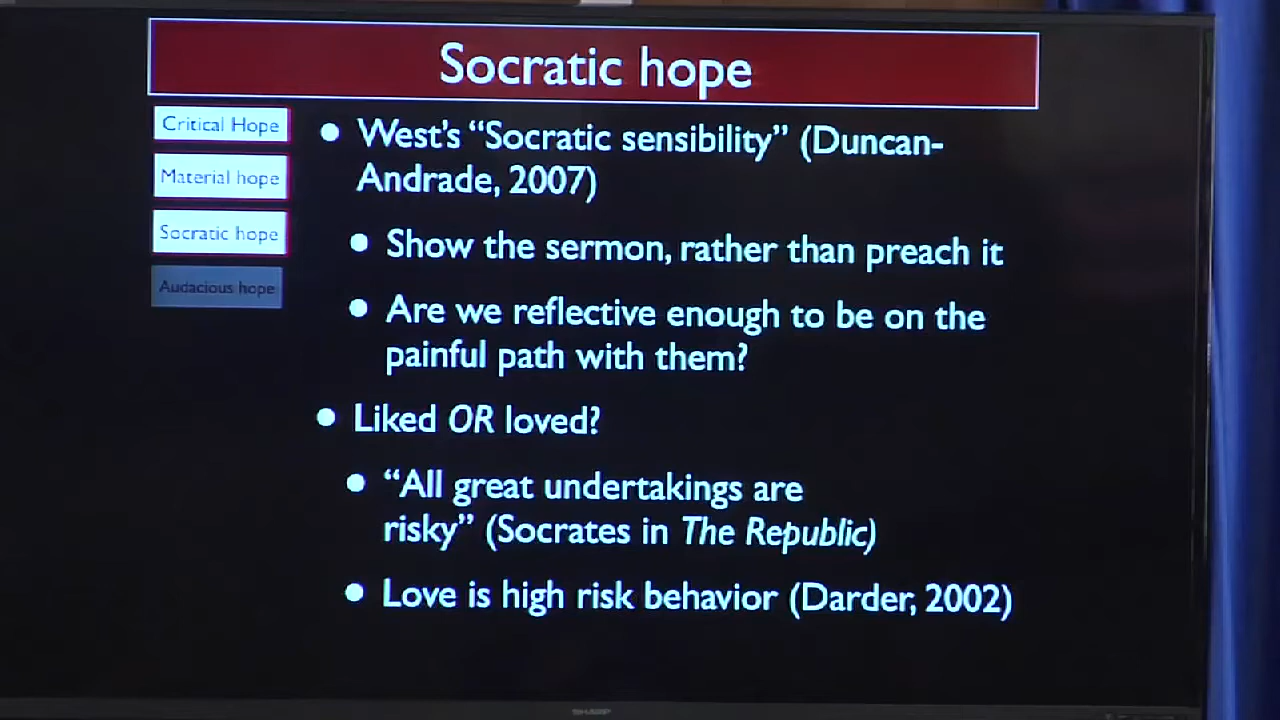 Socratic hope
Critical Hope
Material hope
Socratic hope
Audacious hope
• West's “Socratic sensibility” (Duncan-
Andrade, 2007)
• Show the sermon, rather than preach it
• Are we reflective enough to be on the
painful path with them?
• Liked OR loved?
• “All great undertakings are
risky” (Socrates in The Republic)
• Love is high risk behavior (Darder, 2002)
SHARP